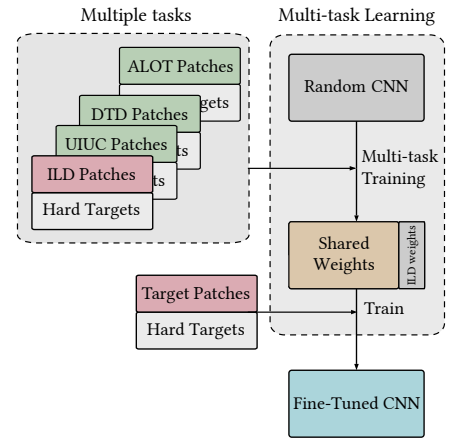 Multiple tasks
Multi-task Learning
ALOT Patches
gets
DTD Patches
ts
UIUC Patches
ts
ILD Patches
Hard Targets
Random CNN
Multi-task
Training
Shared
Weights
ILD weights
Target Patches
Hard Targets
Train
Fine-Tuned CNN